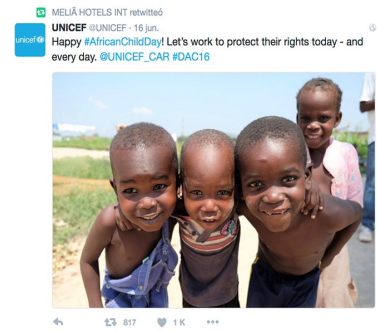 MELIÃ HOTELS INT retwitteó
unicef
UNICEF @UNICEF · 16 jun.
Happy #AfricanChildDay! Let's work to protect their rights today - and
every day. @UNICEF_CAR #DAC16
817
1 K